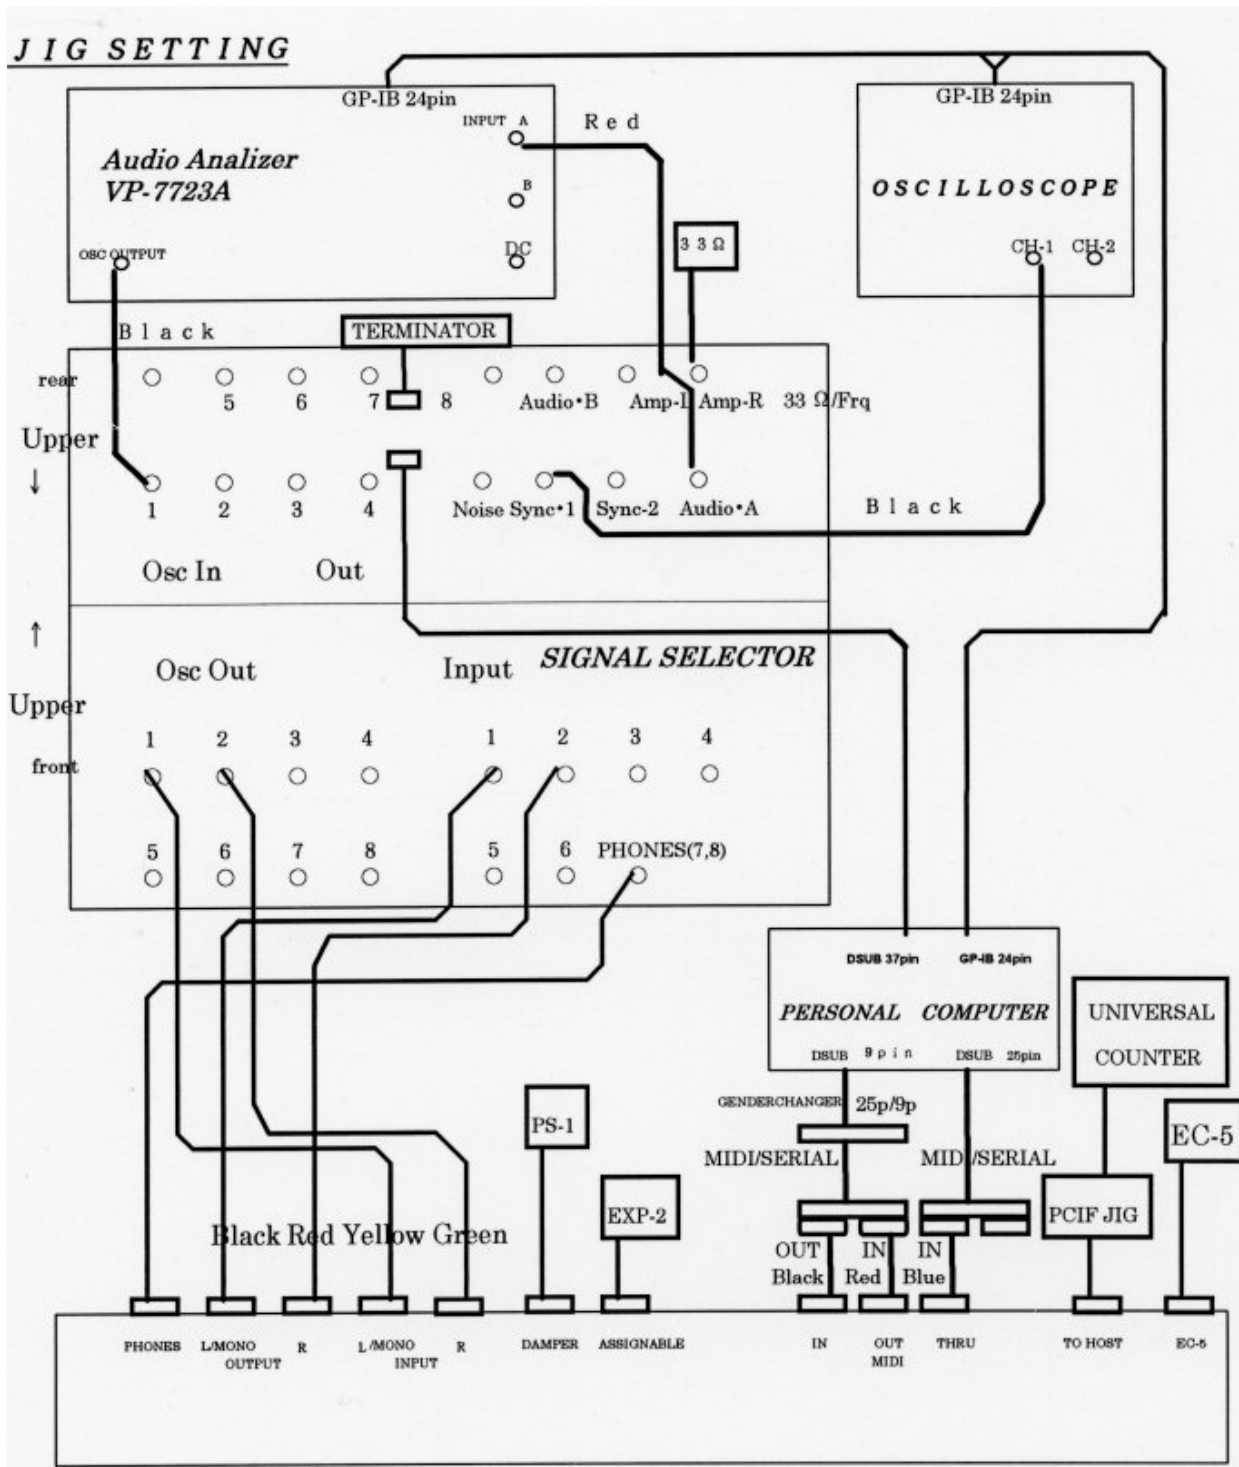 JIG SETTING
GP-IB 24pin
GP-IB 24pin
INPUT A
Red
Audio Analizer
VP-7723A
B
OSCILLOSCOPE
33Ω
OSC OUTPUT
DC
CH-1 CH-2
Black
TERMINATOR
rear
5 6 7 8 Audio・B Amp-L Amp-R 33 Ω/Frq
Upper
↓
1 2 3 4 Noise Sync・1 Sync-2 Audio・A
Black
Osc In Out
↑
Osc Out Input SIGNAL SELECTOR
Upper
1 2 3 4 1 2 3 4
front
5 6 7 8 5 6 PHONES(7,8)
DSUB 37pin GP-IB 24pin
PERSONAL COMPUTER
UNIVERSAL
COUNTER
DSUB 9pin DSUB 25pin
GENDERCHANGER 25p/9p
PS-1
EC-5
MIDI/SERIAL MIDI/SERIAL
EXP-2
PCIF JIG
Black Red Yellow Green
OUT IN IN
Black Red Blue
PHONES L/MONO R L/MONO R DAMPER ASSIGNABLE IN OUT THRU TO HOST EC-5
OUTPUT INPUT MIDI